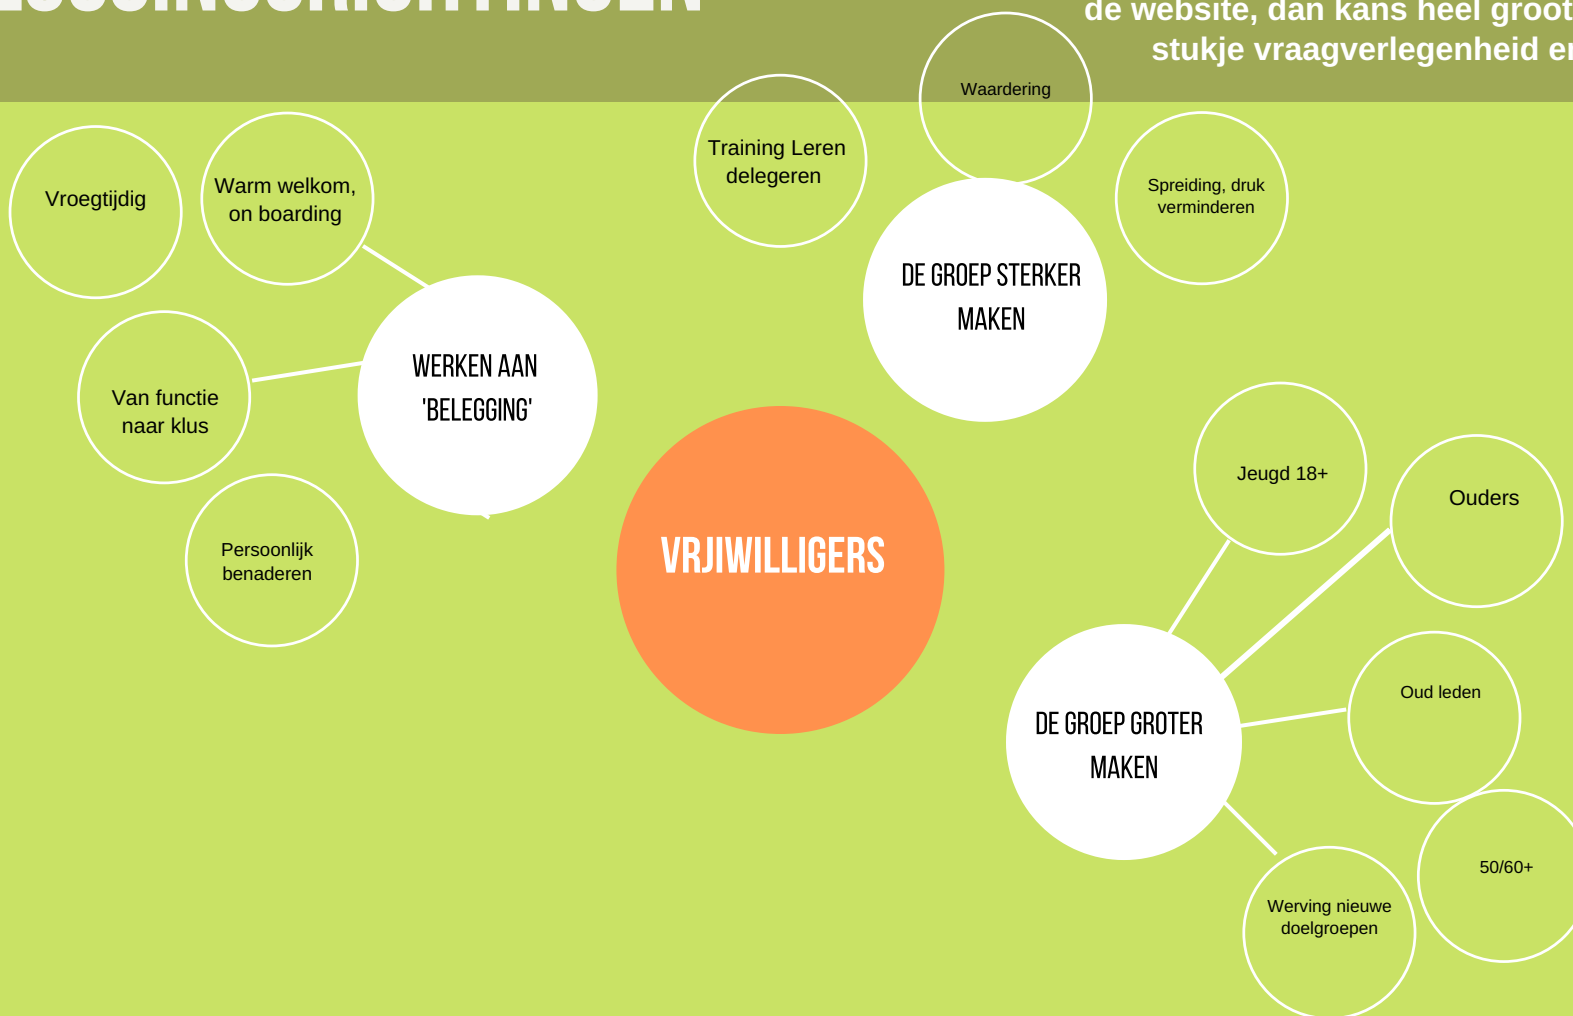 de website, dan kans heel groot
stukje vraagverlegenheid
Waardering
Training Leren
delegeren
Spreiding, druk
verminderen
Vroegtijdig
Warm welkom,
on boarding
DE GROEP STERKER
MAKEN
WERKEN AAN
'BELEGGING'
Van functie
naar klus
Jeugd 18+
Ouders
Persoonlijk
benaderen
VRJIWILLIGERS
Oud leden
DE GROEP GROTER
MAKEN
50/60+
Werving nieuwe
doelgroepen